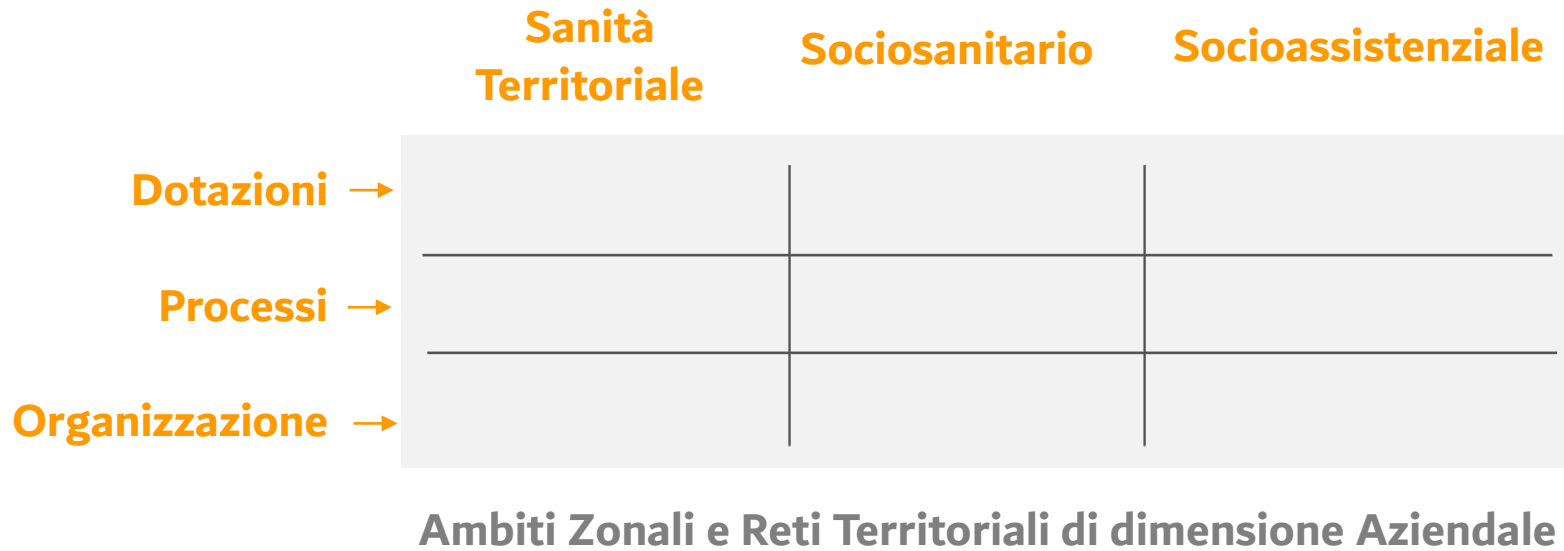 Sanità
Territoriale
Sociosanitario
Socioassistenziale
Dotazioni
Processi
Organizzazione
Ambiti Zonali e Reti Territoriali di dimensione Aziendale